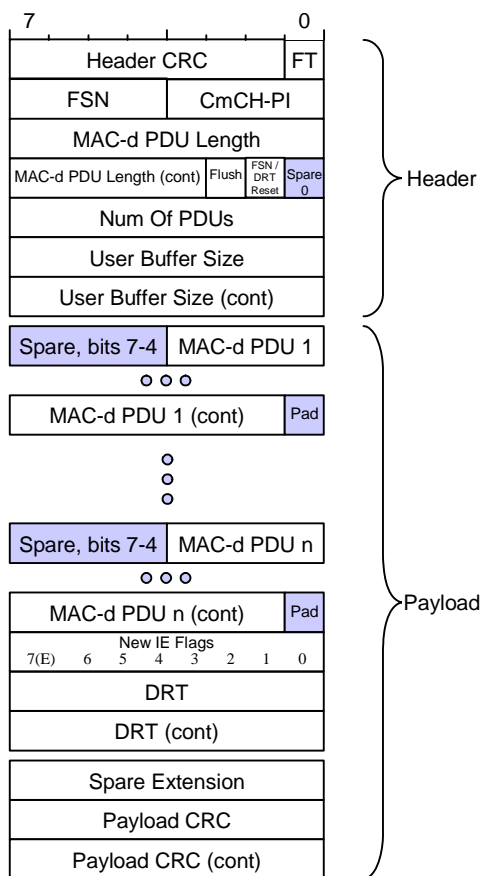 7 0
Header CRC FT
FSN CmCH-PI
MAC-d PDU Length
MAC-d PDU Length (cont) Flush FSN / DRT Reset Spare 0
Header
Num Of PDUs
User Buffer Size
User Buffer Size (cont)
Spare, bits 7-4 MAC-d PDU 1
MAC-d PDU 1 (cont) Pad
Spare, bits 7-4 MAC-d PDU n
MAC-d PDU n (cont) Pad
Payload
New IE Flags
7(E) 6 5 4 3 2 1 0
DRT
DRT (cont)
Spare Extension
Payload CRC
Payload CRC (cont)